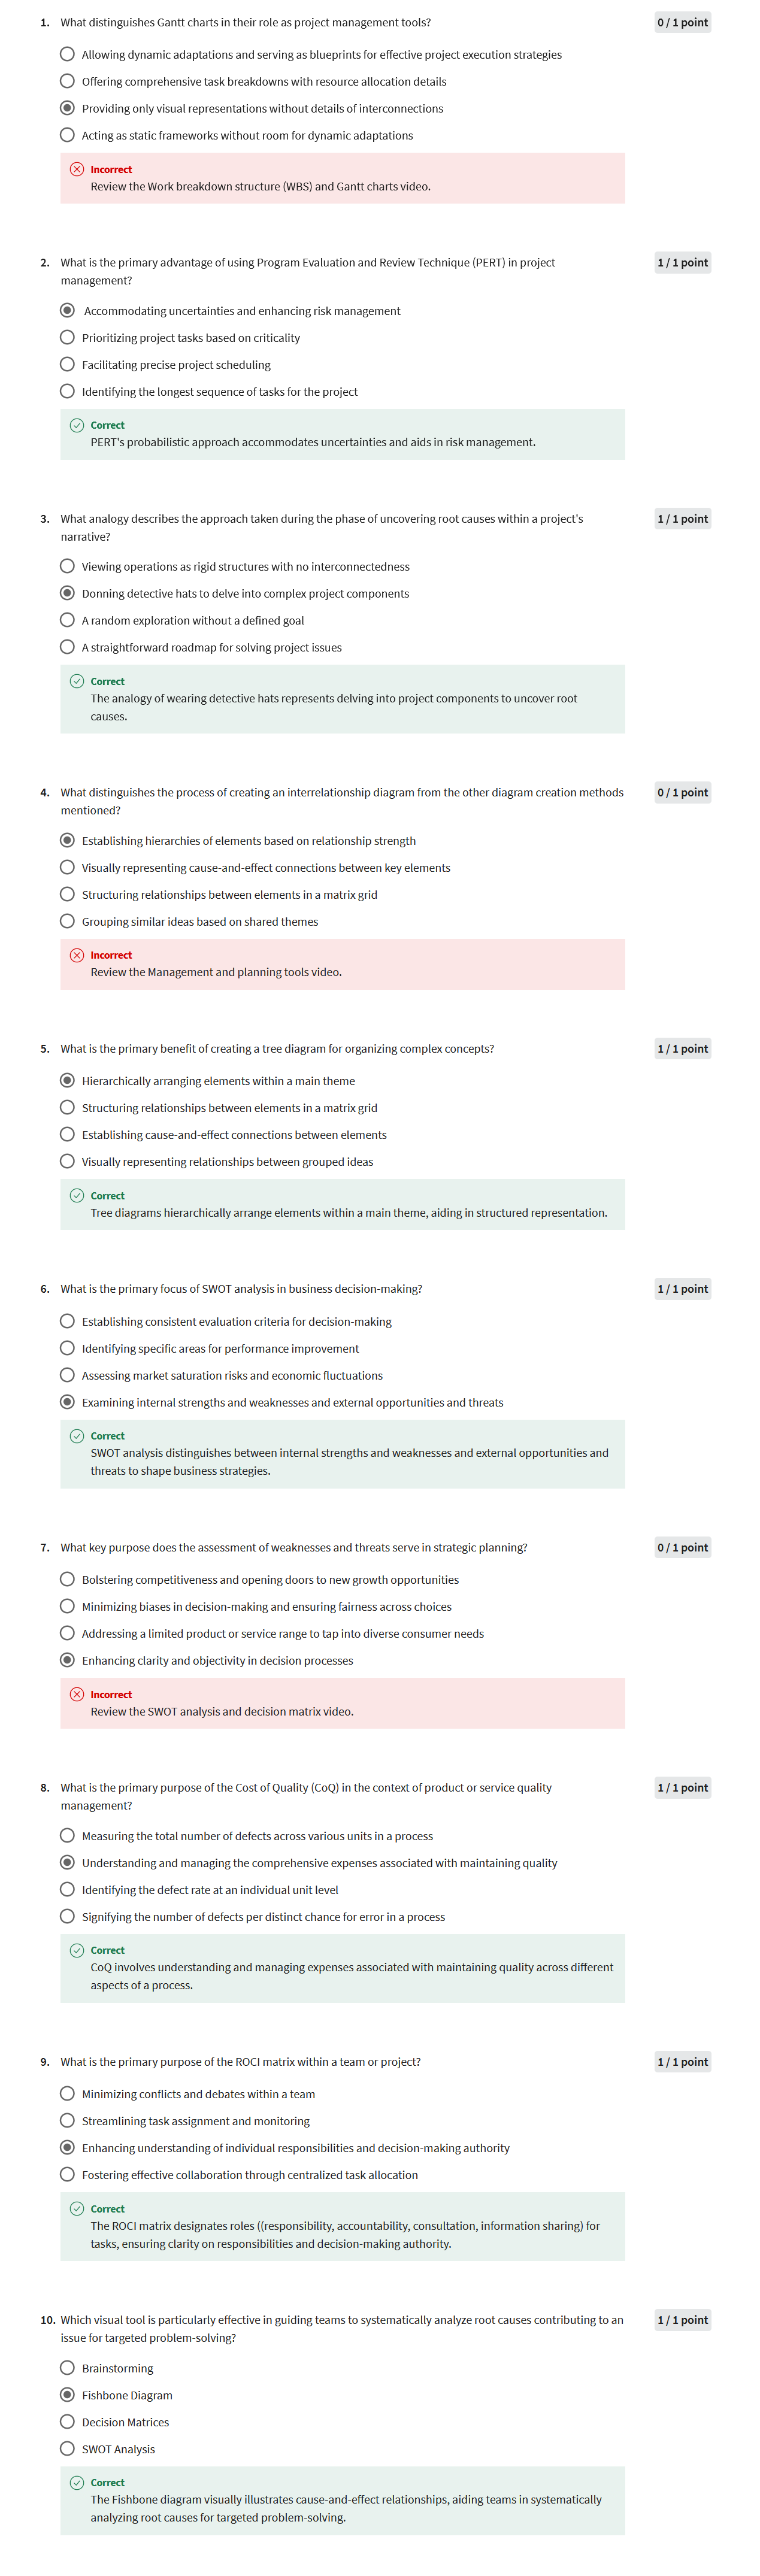 1. What distinguishes Gantt charts in their role as project management tools?
0 / 1 point
Allowing dynamic adaptations and serving as blueprints for effective project execution strategies
Offering comprehensive task breakdowns with resource allocation details
Providing only visual representations without details of interconnections
Acting as static frameworks without room for dynamic adaptations
Incorrect
Review the Work breakdown structure (WBS) and Gantt charts video.
2. What is the primary advantage of using Program Evaluation and Review Technique (PERT) in project
management?
1 / 1 point
Accommodating uncertainties and enhancing risk management
Prioritizing project tasks based on criticality
Facilitating precise project scheduling
Identifying the longest sequence of tasks for the project
Correct
PERT's probabilistic approach accommodates uncertainties and aids in risk management.
3. What analogy describes the approach taken during the phase of uncovering root causes within a project's
narrative?
1 / 1 point
Viewing operations as rigid structures with no interconnectedness
Donning detective hats to delve into complex project components
A random exploration without a defined goal
A straightforward roadmap for solving project issues
Correct
The analogy of wearing detective hats represents delving into project components to uncover root
causes.
4. What distinguishes the process of creating an interrelationship diagram from the other diagram creation methods
mentioned?
0 / 1 point
Establishing hierarchies of elements based on relationship strength
Visually representing cause-and-effect connections between key elements
Structuring relationships between elements in a matrix grid
Grouping similar ideas based on shared themes
Incorrect
Review the Management and planning tools video.
5. What is the primary benefit of creating a tree diagram for organizing complex concepts?
1 / 1 point
Hierarchically arranging elements within a main theme
Structuring relationships between elements in a matrix grid
Establishing cause-and-effect connections between elements
Visually representing relationships between grouped ideas
Correct
Tree diagrams hierarchically arrange elements within a main theme, aiding in structured representation.
6. What is the primary focus of SWOT analysis in business decision-making?
1 / 1 point
Establishing consistent evaluation criteria for decision-making
Identifying specific areas for performance improvement
Assessing market saturation risks and economic fluctuations
Examining internal strengths and weaknesses and external opportunities and threats
Correct
SWOT analysis distinguishes between internal strengths and weaknesses and external opportunities and
threats to shape business strategies.
7. What key purpose does the assessment of weaknesses and threats serve in strategic planning?
0 / 1 point
Bolstering competitiveness and opening doors to new growth opportunities
Minimizing biases in decision-making and ensuring fairness across choices
Addressing a limited product or service range to tap into diverse consumer needs
Enhancing clarity and objectivity in decision processes
Incorrect
Review the SWOT analysis and decision matrix video.
8. What is the primary purpose of the Cost of Quality (CoQ) in the context of product or service quality
management?
1 / 1 point
Measuring the total number of defects across various units in a process
Understanding and managing the comprehensive expenses associated with maintaining quality
Identifying the defect rate at an individual unit level
Signifying the number of defects per distinct chance for error in a process
Correct
CoQ involves understanding and managing expenses associated with maintaining quality across different
aspects of a process.
9. What is the primary purpose of the ROCI matrix within a team or project?
1 / 1 point
Minimizing conflicts and debates within a team
Streamlining task assignment and monitoring
Enhancing understanding of individual responsibilities and decision-making authority
Fostering effective collaboration through centralized task allocation
Correct
The ROCI matrix designates roles ((responsibility, accountability, consultation, information sharing) for
tasks, ensuring clarity on responsibilities and decision-making authority.
10. Which visual tool is particularly effective in guiding teams to systematically analyze root causes contributing to an
issue for targeted problem-solving?
1 / 1 point
Brainstorming
Fishbone Diagram
Decision Matrices
SWOT Analysis
Correct
The Fishbone diagram visually illustrates cause-and-effect relationships, aiding teams in systematically
analyzing root causes for targeted problem-solving.